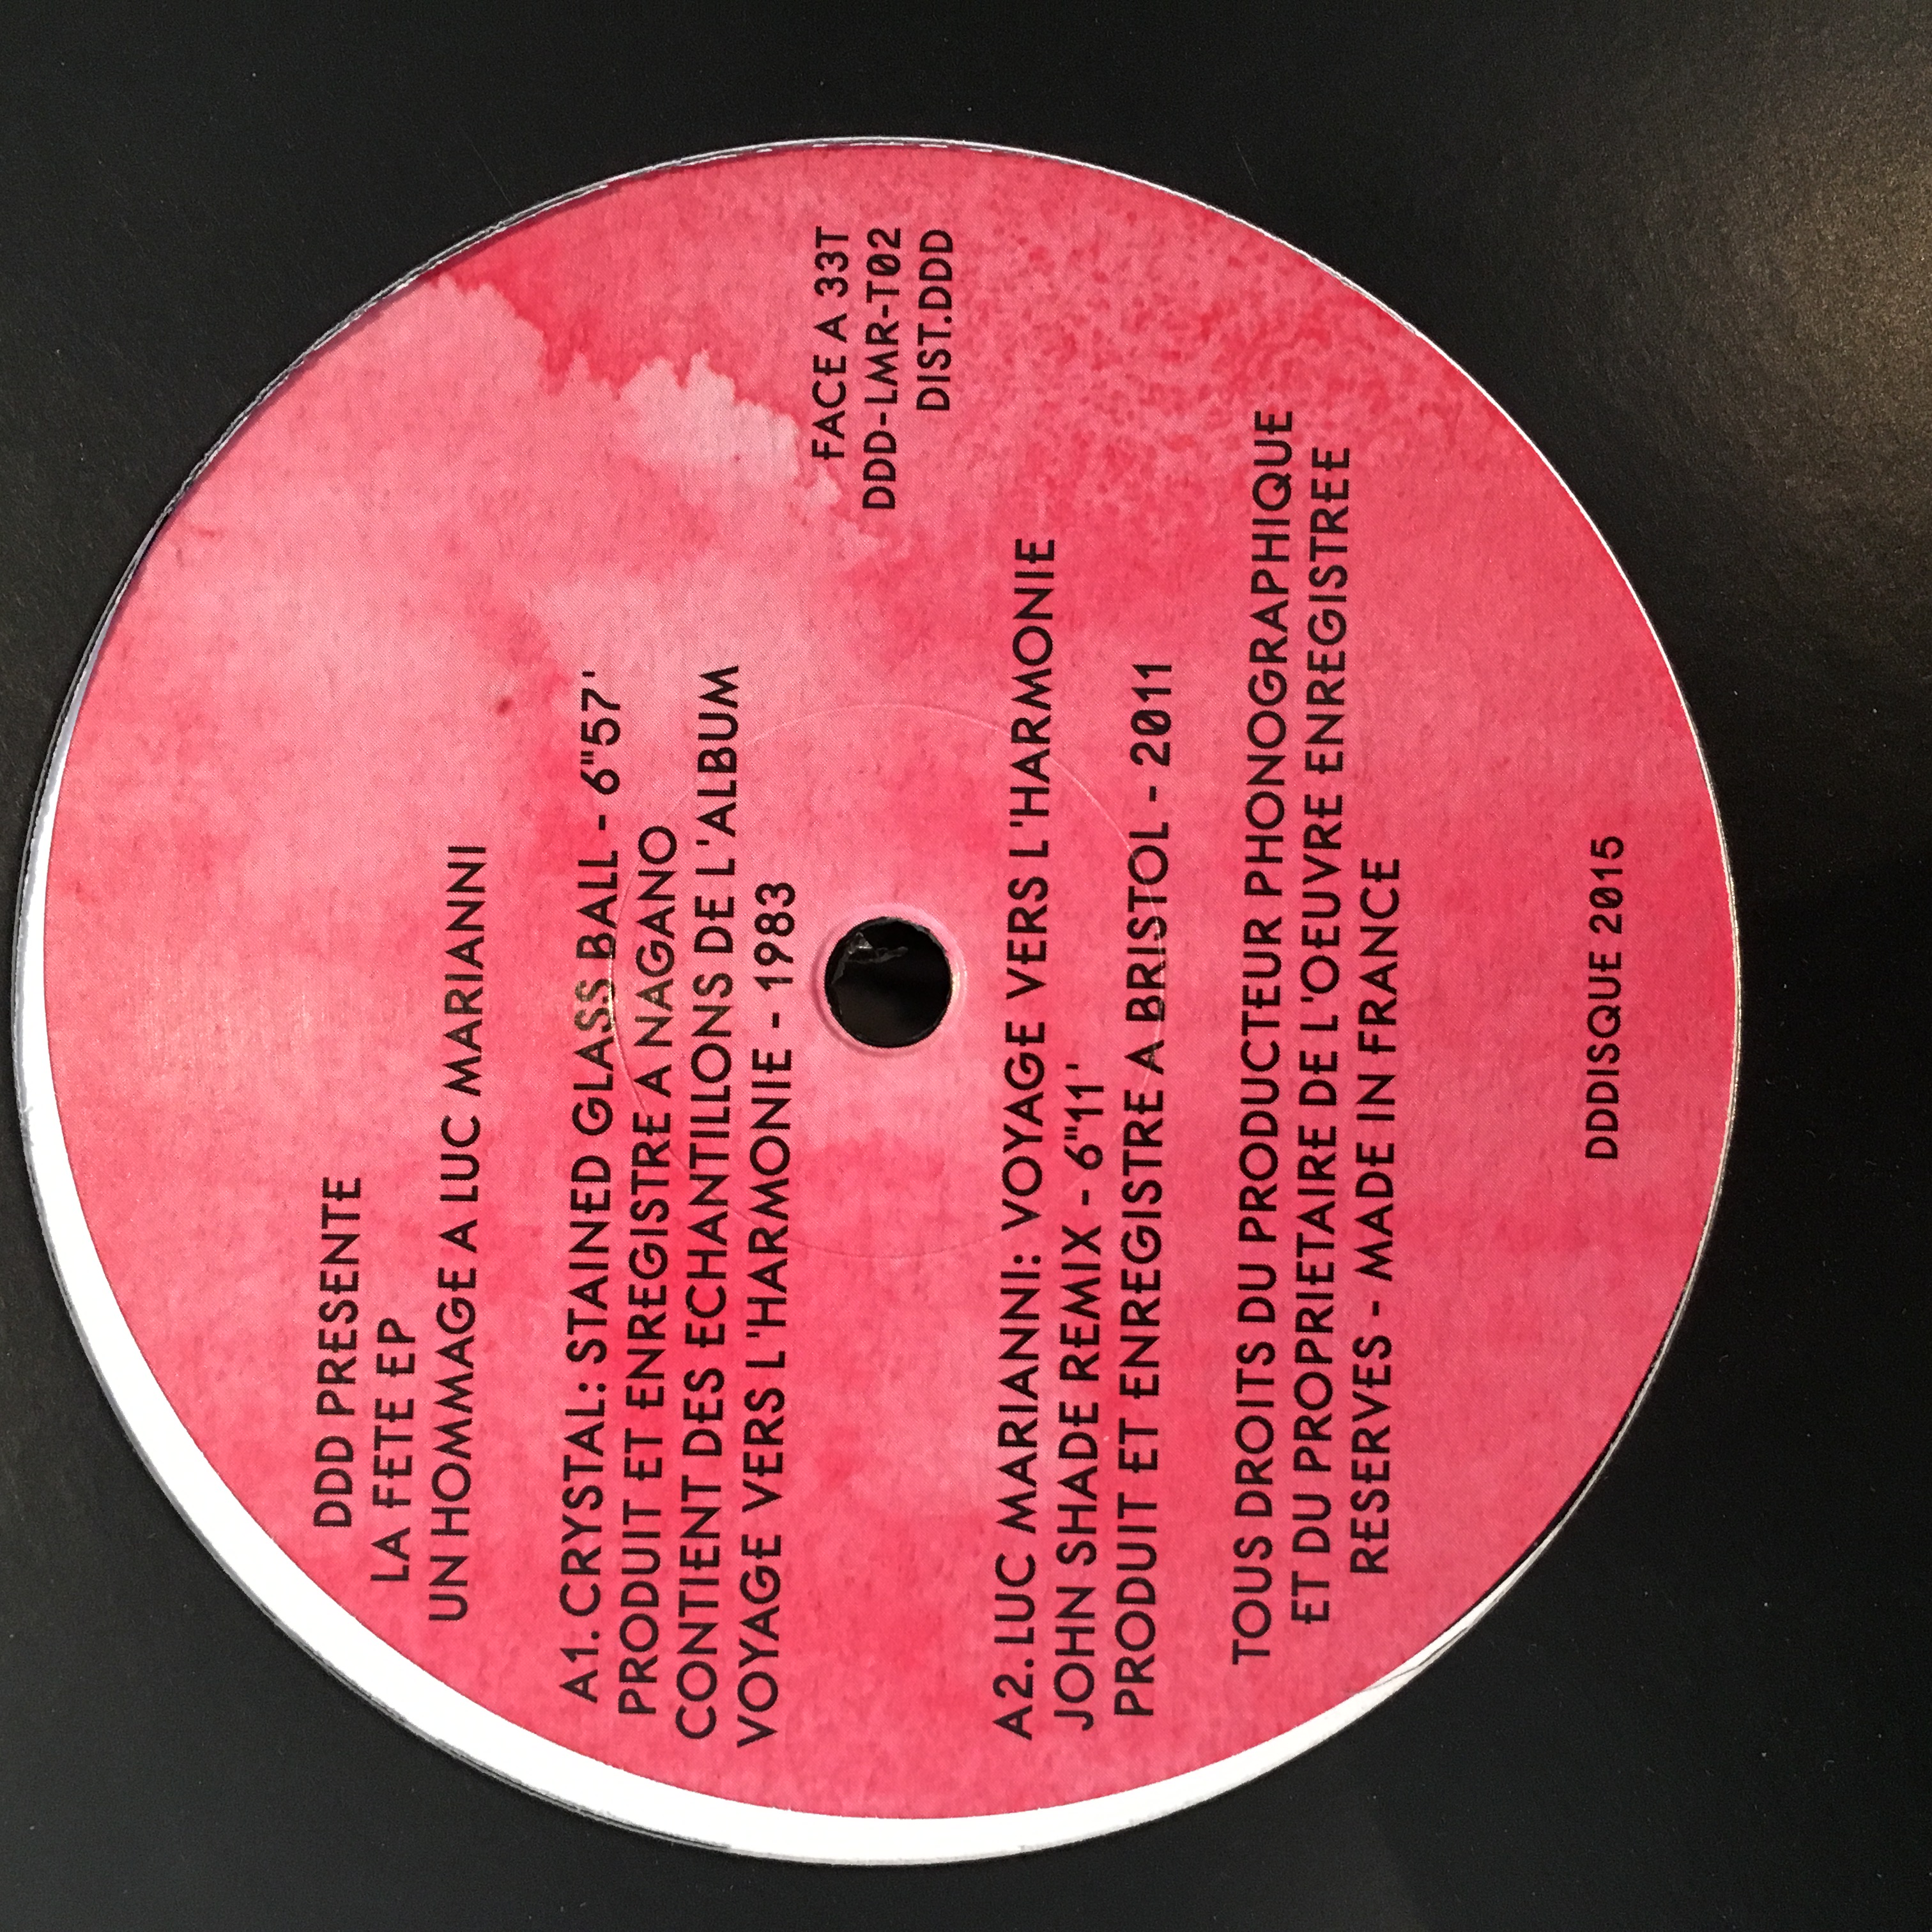 DDD PRESENTE
LA FETE EP
UN HOMMAGE A LUC MARIANNI
A1. CRYSTAL: STAINED GLASS BALL - 6"57'
PRODUIT ET ENREGISTRE A NAGANO
CONTIENT DES ECHANTILLONS DE L'ALBUM
VOYAGE VERS L'HARMONIE - 1983
FACE A 33T
DDD-LMR-T02
DIST.DDD
A2. LUC MARIANNI: VOYAGE VERS L'HARMONIE
JOHN SHADE REMIX - 6"11'
PRODUIT ET ENREGISTRE A BRISTOL - 2011
TOUS DROITS DU PRODUCTEUR PHONOGRAPHIQUE
ET DU PROPRIETAIRE DE L'OEUVRE ENREGISTREE
RESERVES - MADE IN FRANCE
DDDISQUE 2015